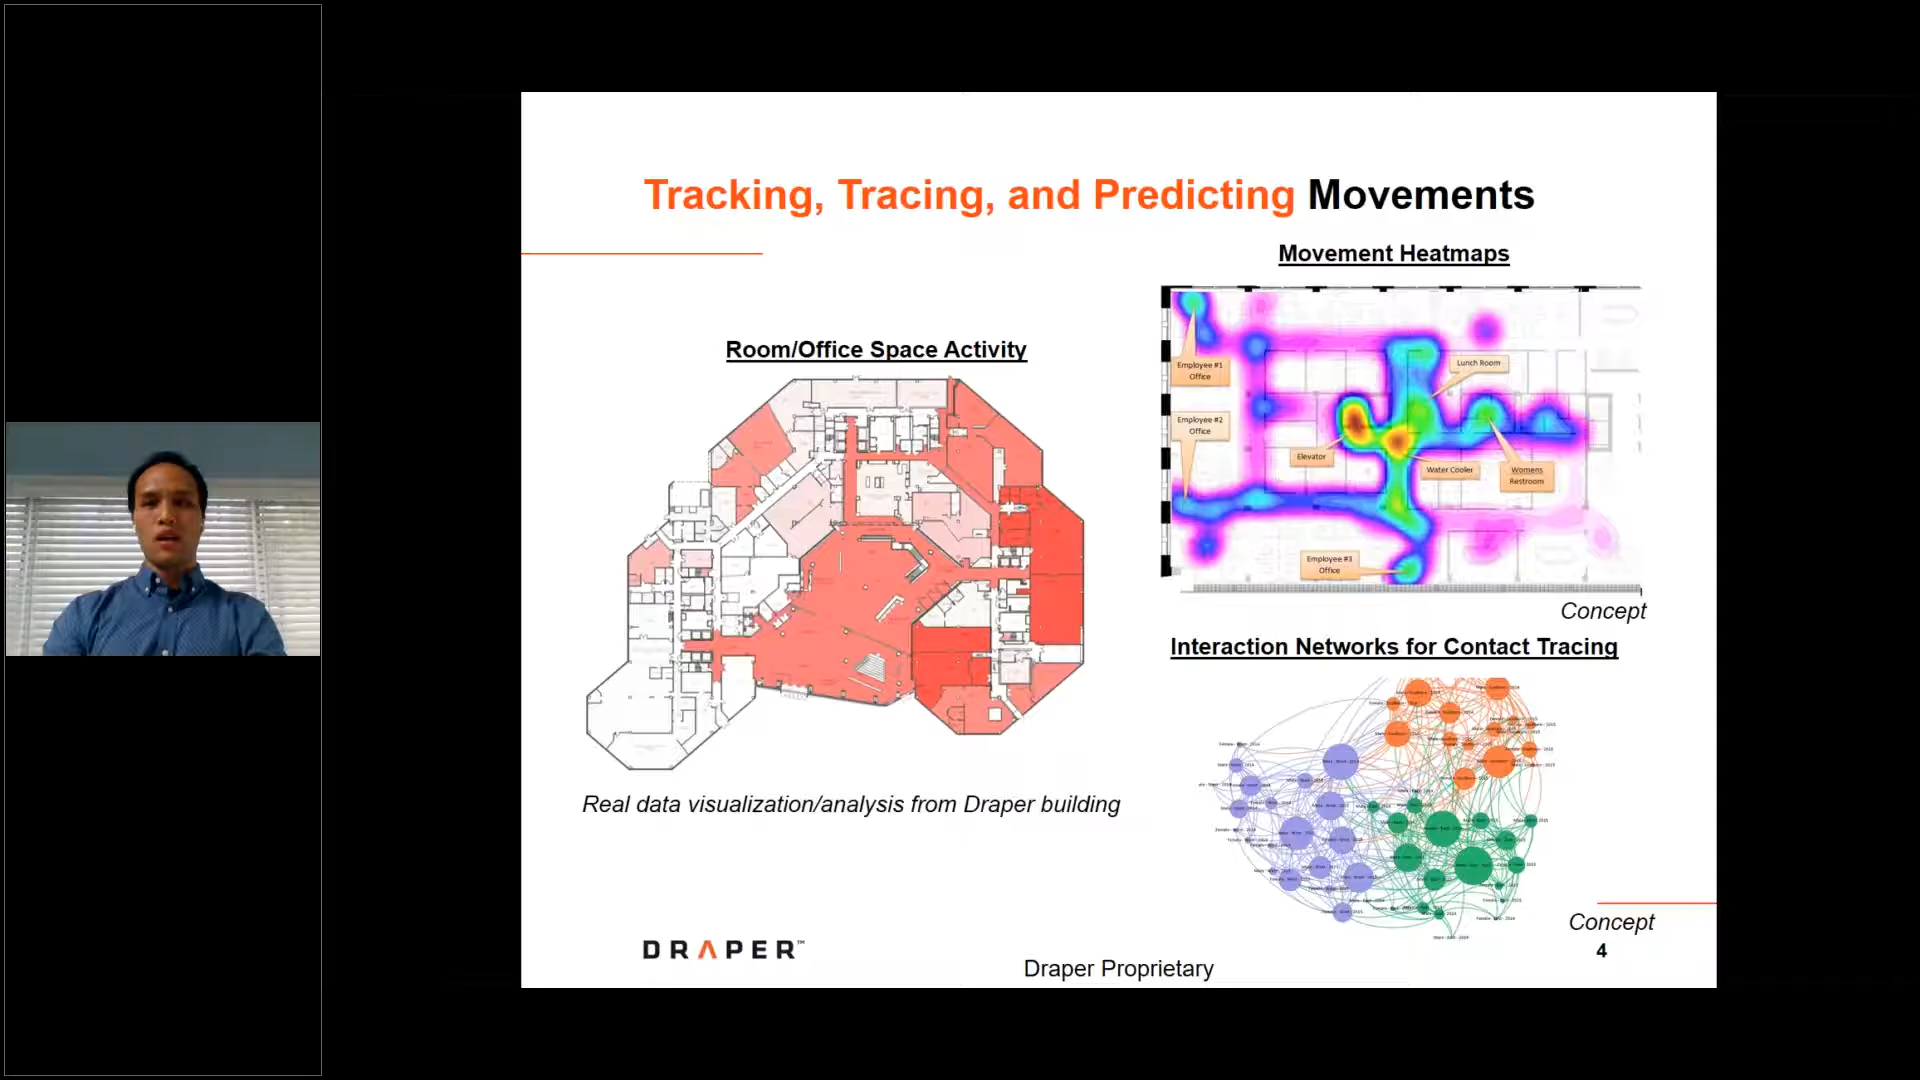 Tracking, Tracing, and Predicting Movements
Movement Heatmaps
Room/Office Space Activity
Employee #1
Office
Lunch Room
Employee #2
Office
Elevator
Water Cooler
Womens
Restroom
Employee #3
Office
Concept
Interaction Networks for Contact Tracing
Real data visualization/analysis from Draper building
Concept
4
DRAPER™
Draper Proprietary